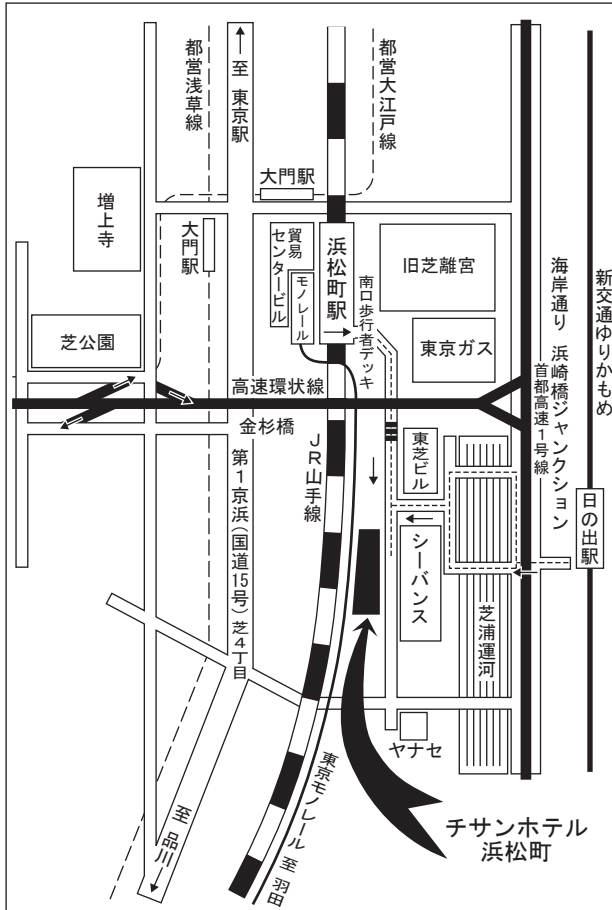 都営浅草線
至 東京駅
都営大江戸線
大門駅
増上寺
大門駅
貿易
センタービル
モノレール
浜松町駅
南口歩行者デッキ
旧芝離宮
東京ガス
海岸通り 浜崎橋ジャンクション
首都高速1号線
新交通ゆりかもめ
芝公園
高速環状線
金杉橋
JR山手線
第1京浜(国道15号)芝4丁目
東芝ビル
シーバンス
芝浦運河
日の出駅
ヤナセ
東京モノレール 至 羽田
至 品川
チサンホテル
浜松町